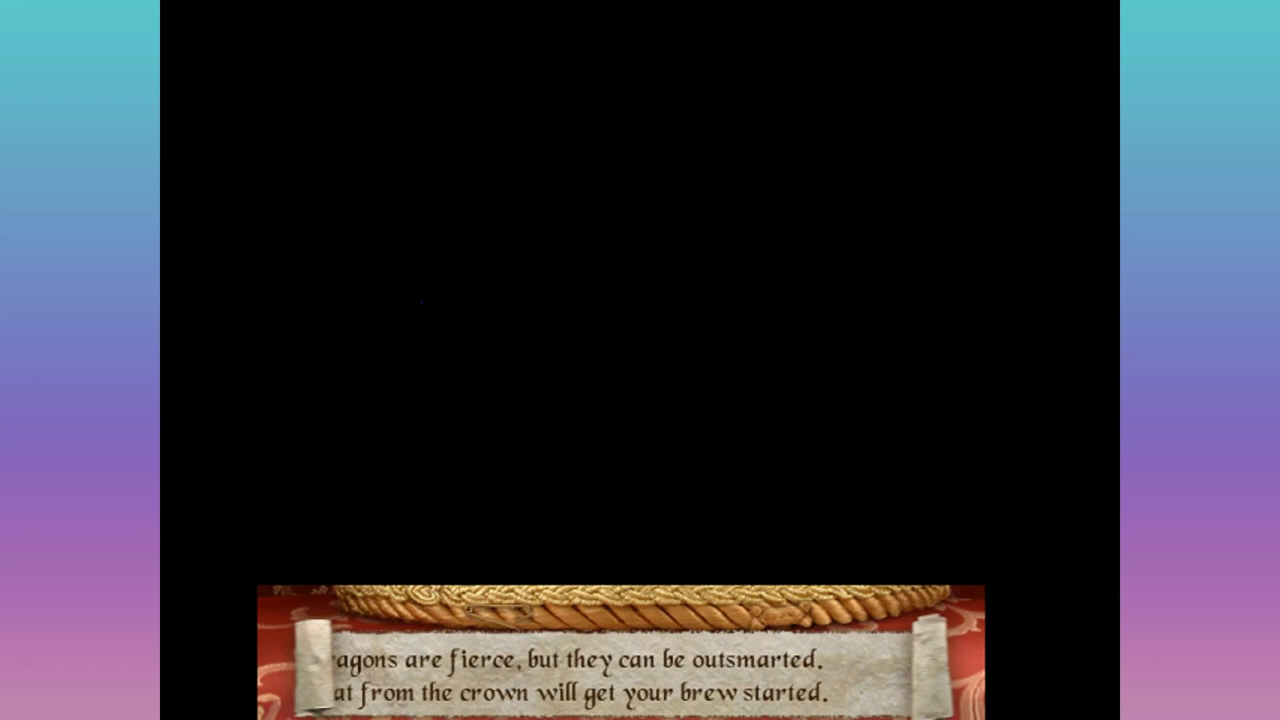 agons are fierce, but they can be outsmarted.
at from the crown will get your brew started.